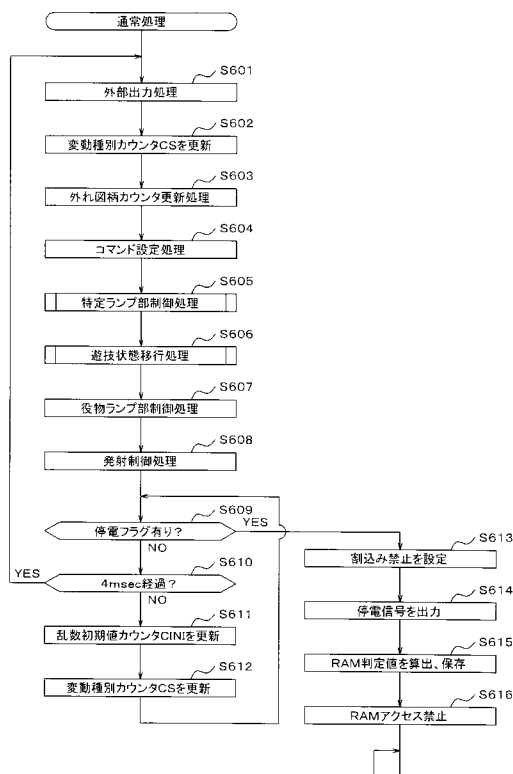 通常処理
S601
外部出力処理
S602
変動種別カウンタCSを更新
S603
外れ図柄カウンタ更新処理
S604
コマンド設定処理
S605
特定ランプ部制御処理
S606
遊技状態移行処理
S607
役物ランプ部制御処理
S608
発射制御処理
S609
停電フラグ有り?
YES
NO
S610
4msec経過?
YES
NO
S611
乱数初期値カウンタCINIを更新
S612
変動種別カウンタCSを更新
S613
割込み禁止を設定
S614
停電信号を出力
S615
RAM判定値を算出、保存
S616
RAMアクセス禁止